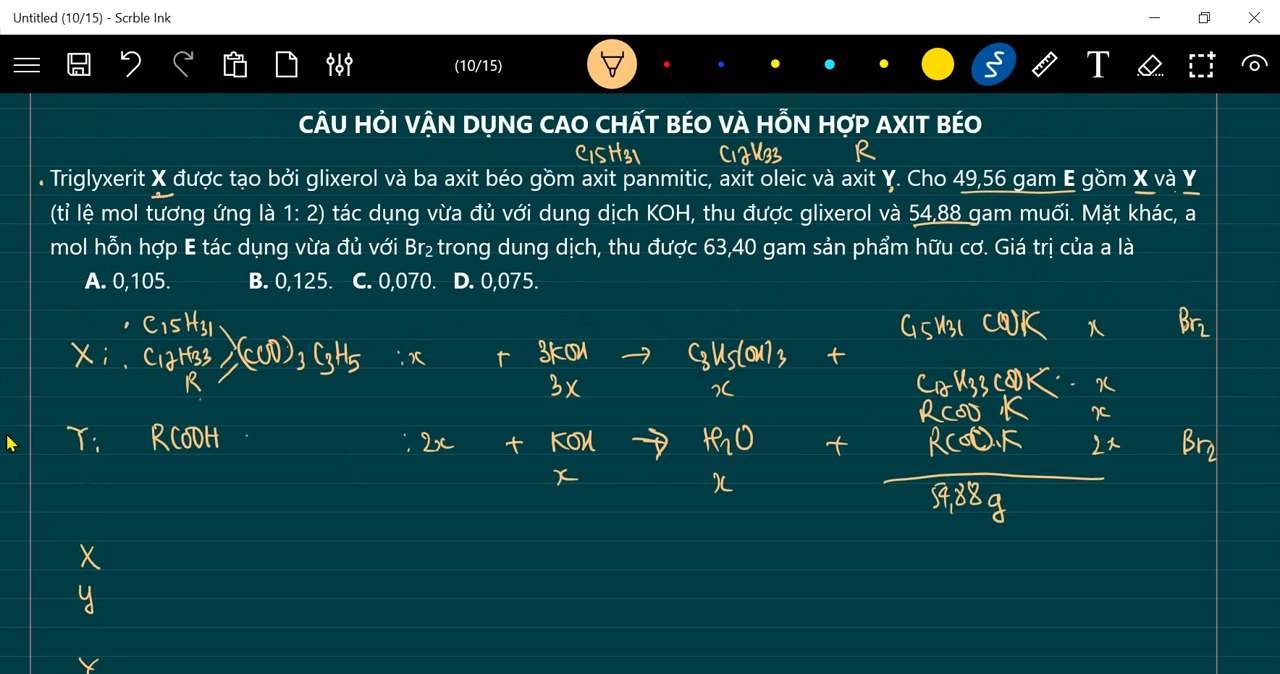 Untitled (10/15) - Scrble Ink
(10/15)
T
CÂU HỎI VẬN DỤNG CAO CHẤT BÉO VÀ HỖN HỢP AXIT BÉO
C15H31 C17H33 R
Triglyxerit X được tạo bởi glixerol và ba axit béo gồm axit panmitic, axit oleic và axit Y. Cho 49,56 gam E gồm X và Y
(tỉ lệ mol tương ứng là 1: 2) tác dụng vừa đủ với dung dịch KOH, thu được glixerol và 54,88 gam muối. Mặt khác, a
mol hỗn hợp E tác dụng vừa đủ với Br2 trong dung dịch, thu được 63,40 gam sản phẩm hữu cơ. Giá trị của a là
A. 0,105. B. 0,125. C. 0,070. D. 0,075.
C15H31 C15H31 COOK x Br2
X: C17H33 (COO)3 C3H5 : x + 3KOH → C3H5(OH)3 +
R 3x x C17H33COOK x
RCOO K x
Y: RCOOH : 2x + KOH → H2O + RCOO.K 2x Br2
x x
54,88 g
X
Y